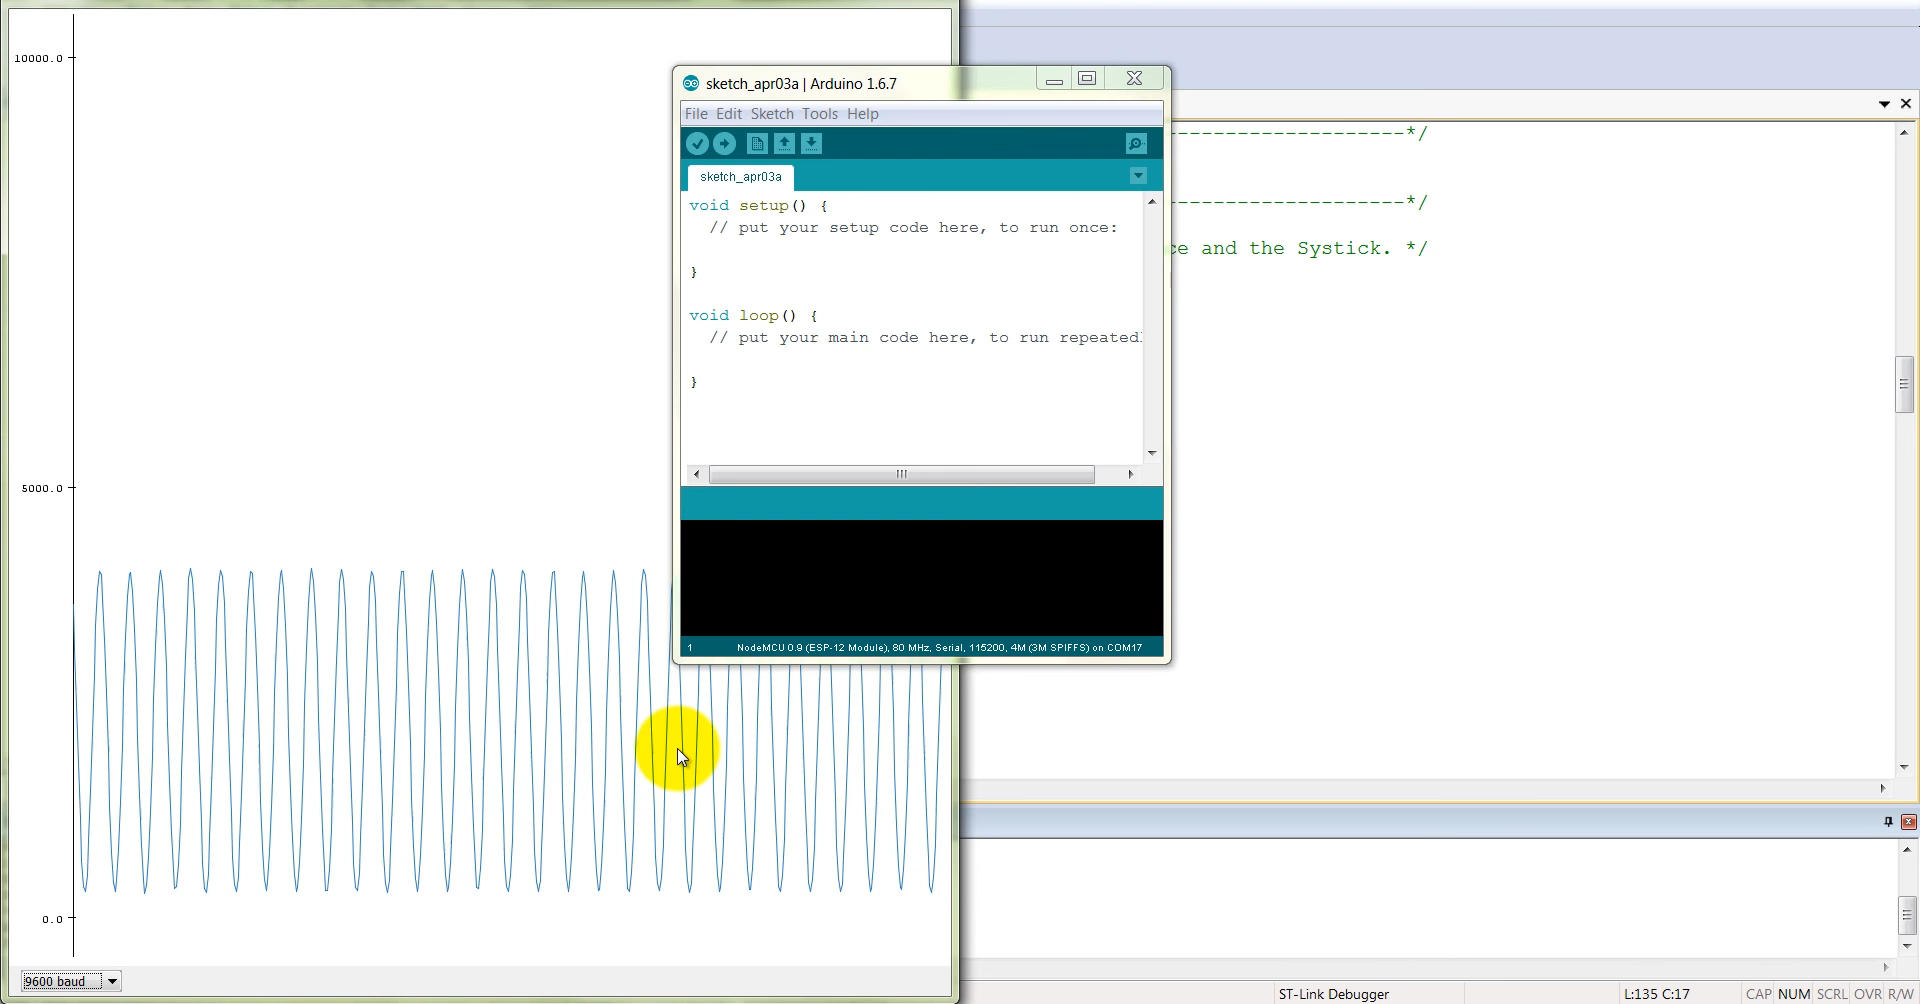 10000.0
5000.0
0.0
9600 baud
sketch_apr03a | Arduino 1.6.7
File Edit Sketch Tools Help
sketch_apr03a
void setup() {
// put your setup code here, to run once:
}
void loop() {
// put your main code here, to run repeated
}
1 NodeMCU 0.9 (ESP-12 Module), 80 MHz, Serial, 115200, 4M (3M SPIFFS) on COM17
--------------------*/
--------------------*/
ce and the Systick. */
ST-Link Debugger L:135 C:17 CAP NUM SCRL OVR R/W